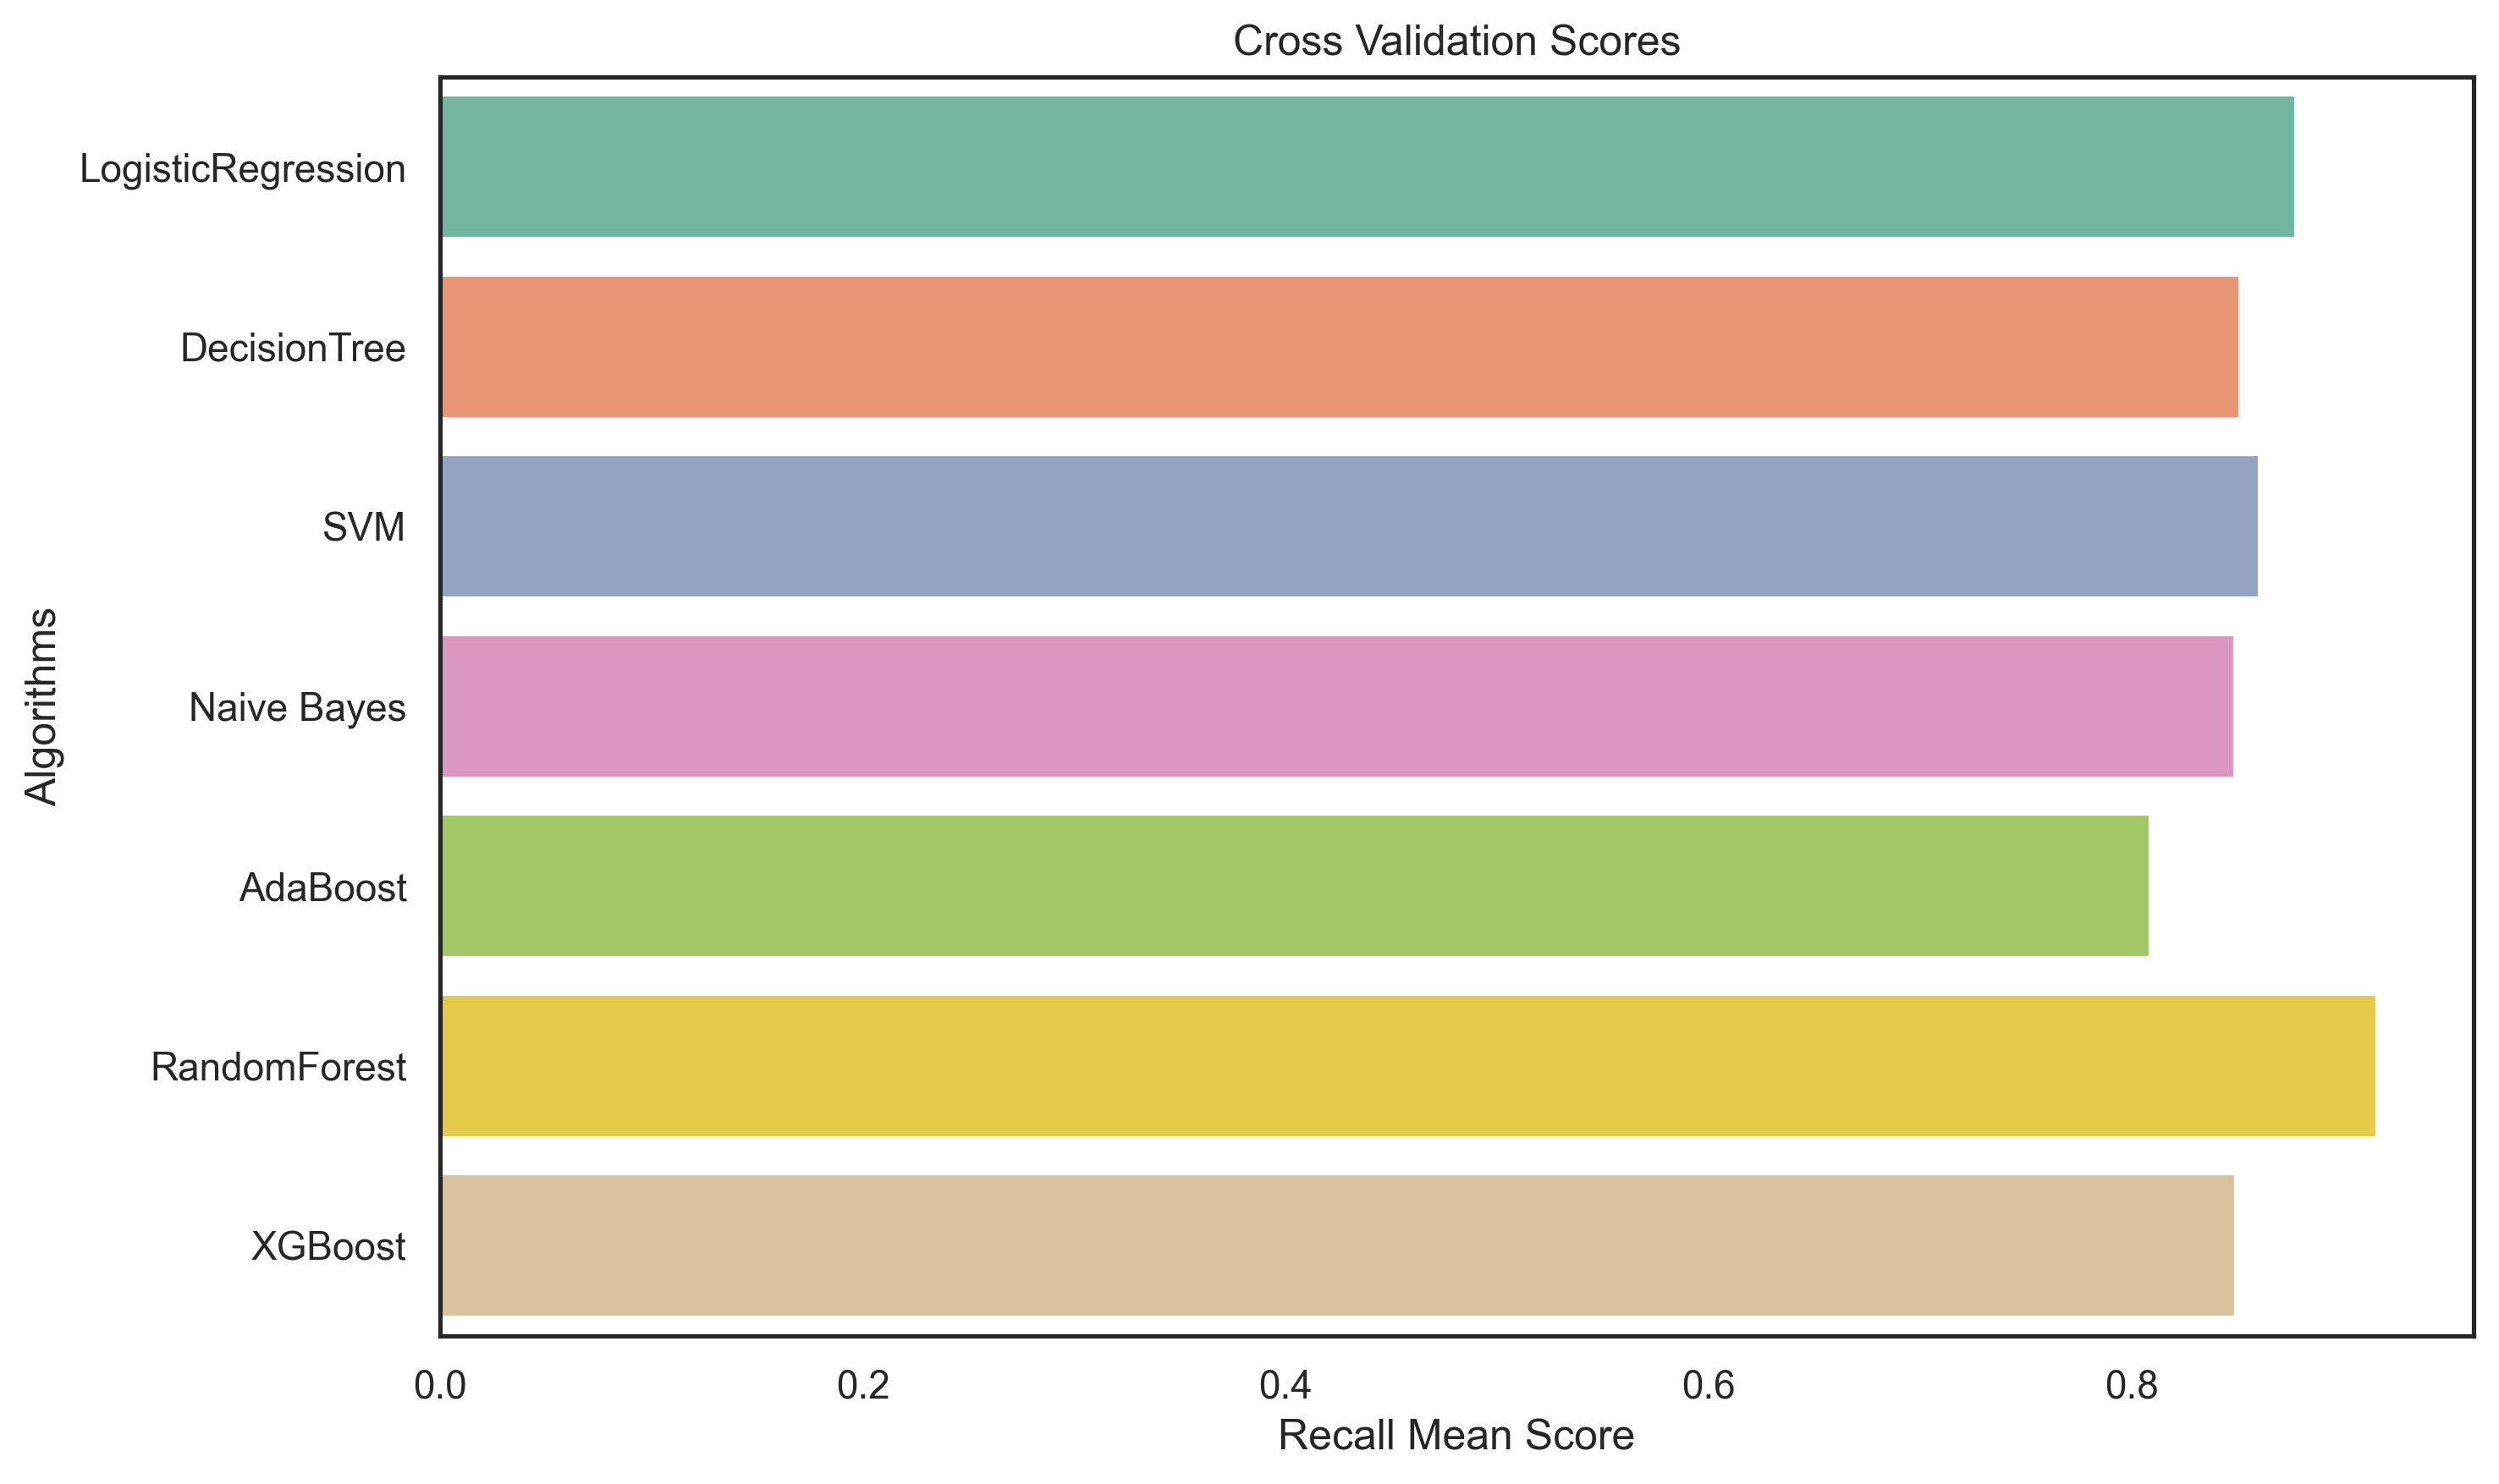 Cross Validation Scores
LogisticRegression
DecisionTree
SVM
Naive Bayes
AdaBoost
RandomForest
XGBoost
Algorithms
0.0 0.2 0.4 0.6 0.8
Recall Mean Score